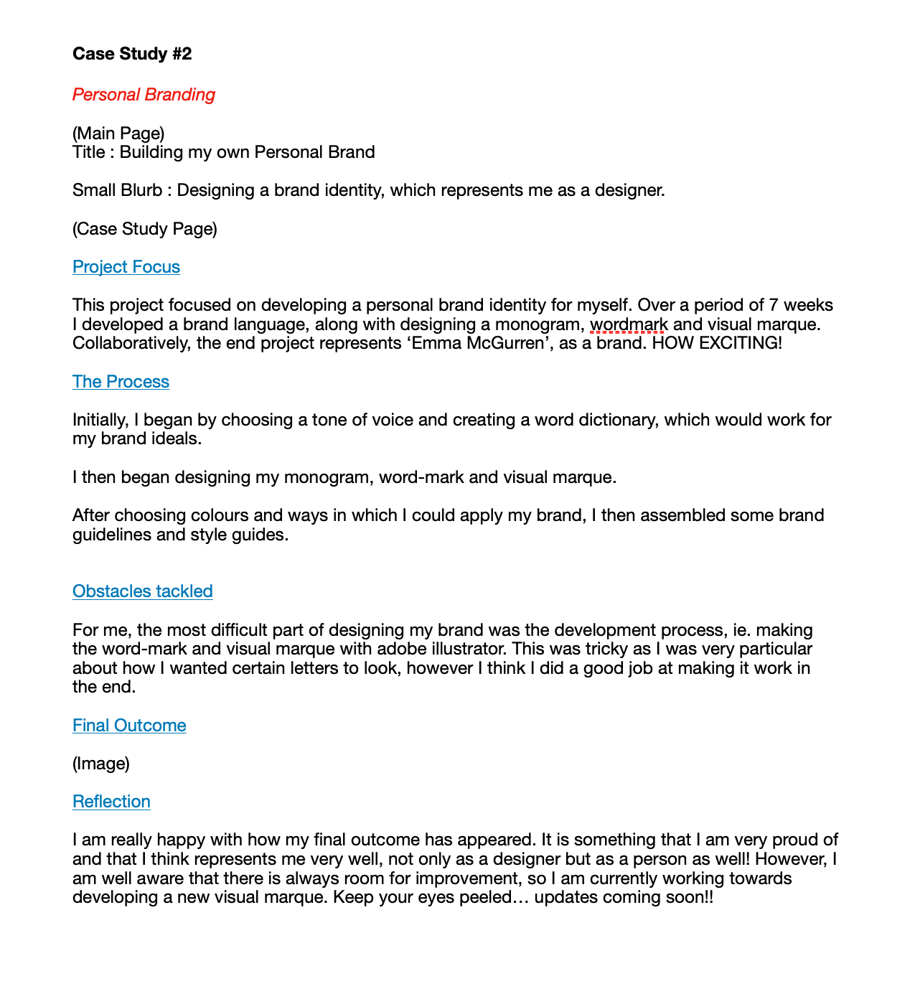 Case Study #2
Personal Branding
(Main Page)
Title : Building my own Personal Brand
Small Blurb : Designing a brand identity, which represents me as a designer.
(Case Study Page)
Project Focus
This project focused on developing a personal brand identity for myself. Over a period of 7 weeks
I developed a brand language, along with designing a monogram, wordmark and visual marque.
Collaboratively, the end project represents ‘Emma McGurren’, as a brand. HOW EXCITING!
The Process
Initially, I began by choosing a tone of voice and creating a word dictionary, which would work for
my brand ideals.
I then began designing my monogram, word-mark and visual marque.
After choosing colours and ways in which I could apply my brand, I then assembled some brand
guidelines and style guides.
Obstacles tackled
For me, the most difficult part of designing my brand was the development process, ie. making
the word-mark and visual marque with adobe illustrator. This was tricky as I was very particular
about how I wanted certain letters to look, however I think I did a good job at making it work in
the end.
Final Outcome
(Image)
Reflection
I am really happy with how my final outcome has appeared. It is something that I am very proud of
and that I think represents me very well, not only as a designer but as a person as well! However, I
am well aware that there is always room for improvement, so I am currently working towards
developing a new visual marque. Keep your eyes peeled… updates coming soon!!